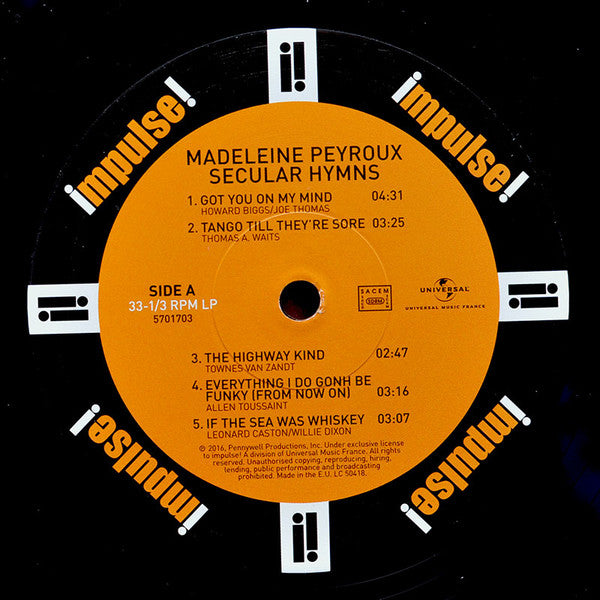 impulse!
impulse!
MADELEINE PEYROUX
SECULAR HYMNS
1. GOT YOU ON MY MIND 04:31
HOWARD BIGGS/JOE THOMAS
2. TANGO TILL THEY'RE SORE 03:25
THOMAS A. WAITS
SIDE A
33-1/3 RPM LP
5701703
SACEM
UNIVERSAL
UNIVERSAL MUSIC FRANCE
3. THE HIGHWAY KIND 02:47
TOWNES VAN ZANDT
4. EVERYTHING I DO GONH BE
FUNKY (FROM NOW ON) 03:16
ALLEN TOUSSAINT
5. IF THE SEA WAS WHISKEY 03:07
LEONARD CASTON/WILLIE DIXON
℗ 2016, Pennywell Productions, Inc. Under exclusive license
to impulse! A division of Universal Music France. All rights
reserved. Unauthorised copying, reproducing, hiring,
lending, public performance and broadcasting
prohibited. Made in the E.U. LC 50418.
impulse!
impulse!
i!
i!
i!
i!